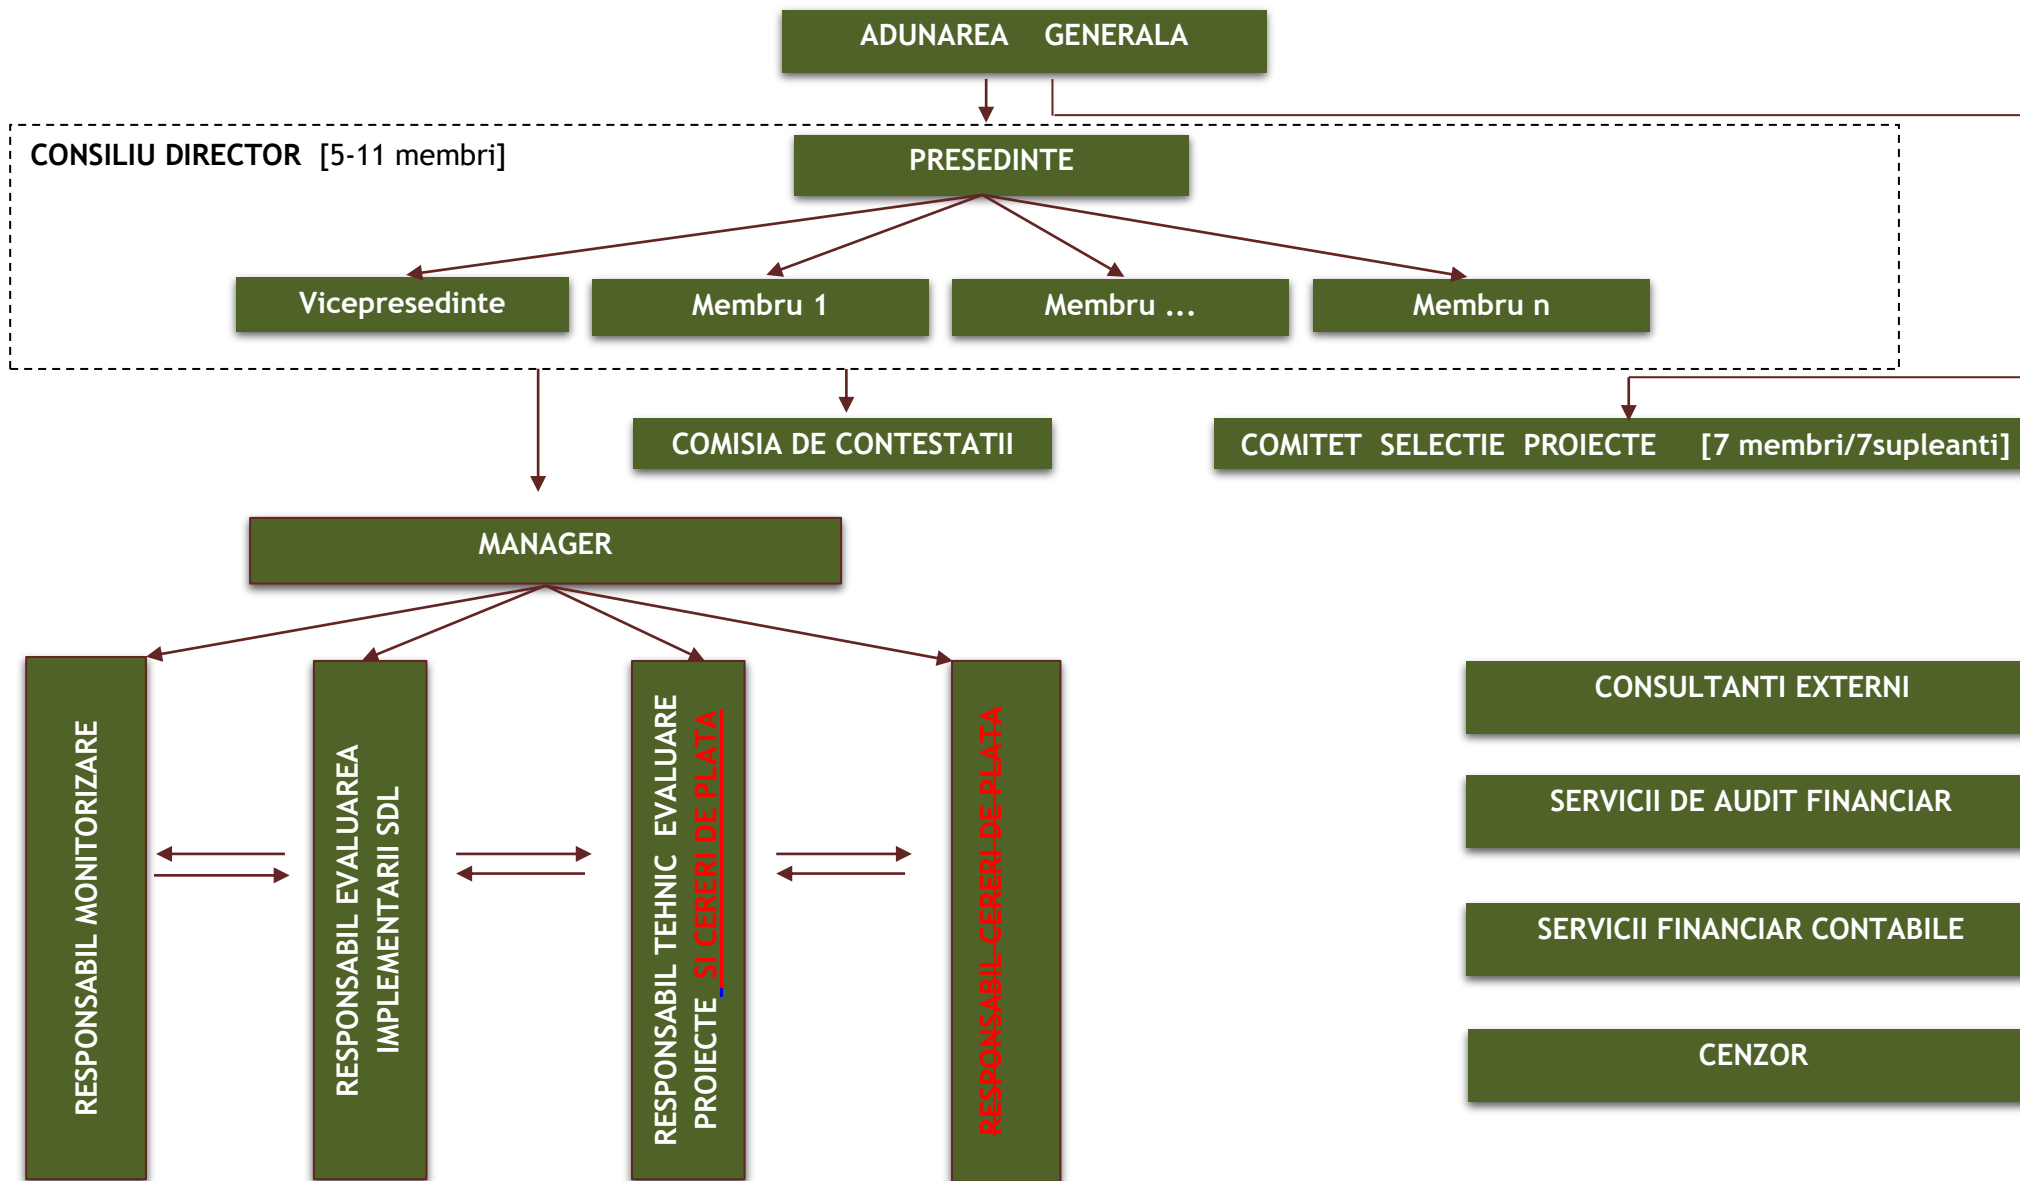 ADUNAREA GENERALA
CONSILIU DIRECTOR [5-11 membri]
PRESEDINTE
Vicepresedinte
Membru 1
Membru ...
Membru n
COMISIA DE CONTESTATII
COMITET SELECTIE PROIECTE [7 membri/7supleanti]
MANAGER
RESPONSABIL MONITORIZARE
RESPONSABIL EVALUAREA
IMPLEMENTARII SDL
RESPONSABIL TEHNIC EVALUARE
PROIECTE SI CERERI DE PLATA
RESPONSABIL CERERI DE PLATA
CONSULTANTI EXTERNI
SERVICII DE AUDIT FINANCIAR
SERVICII FINANCIAR CONTABILE
CENZOR